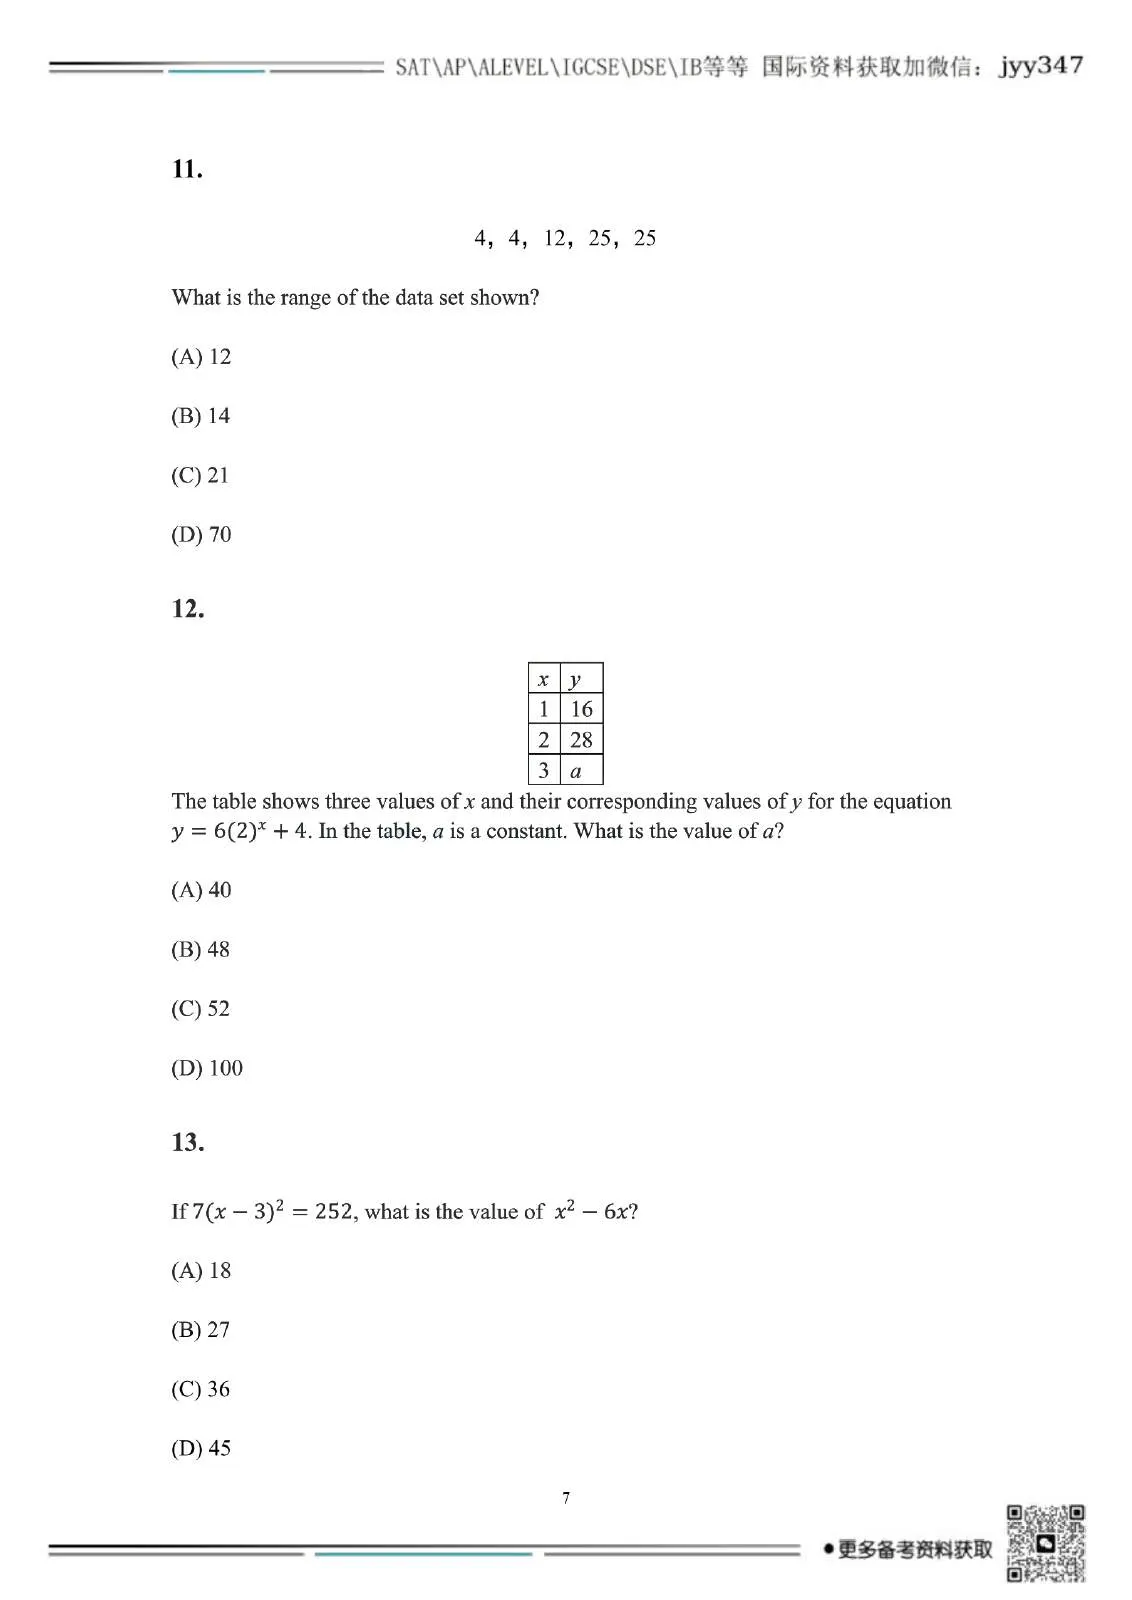 SAT\AP\ALEVEL\IGCSE\DSE\IB等等 国际资料获取加微信：jyy347
11.
4, 4, 12, 25, 25
What is the range of the data set shown?
(A) 12
(B) 14
(C) 21
(D) 70
12.
x y
1 16
2 28
3 a
The table shows three values of x and their corresponding values of y for the equation
y = 6(2)ˣ + 4. In the table, a is a constant. What is the value of a?
(A) 40
(B) 48
(C) 52
(D) 100
13.
If 7(x − 3)² = 252, what is the value of x² − 6x?
(A) 18
(B) 27
(C) 36
(D) 45
7
●更多备考资料获取